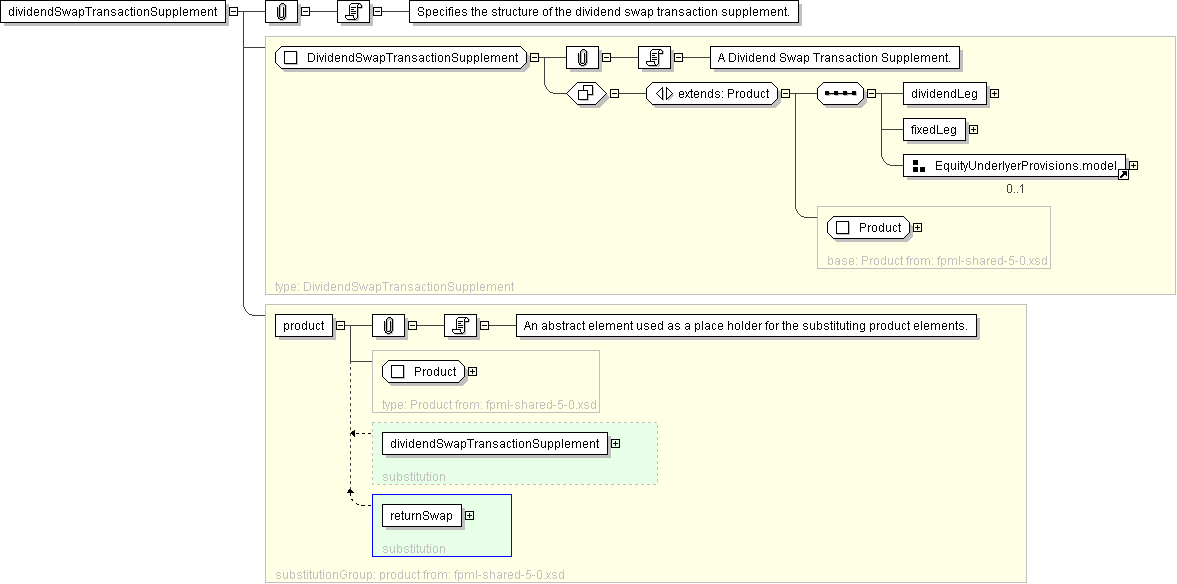 dividendSwapTransactionSupplement
Specifies the structure of the dividend swap transaction supplement.
DividendSwapTransactionSupplement
A Dividend Swap Transaction Supplement.
extends: Product
dividendLeg
fixedLeg
EquityUnderlyerProvisions.model
0..1
Product
base: Product from: fpml-shared-5-0.xsd
type: DividendSwapTransactionSupplement
product
An abstract element used as a place holder for the substituting product elements.
Product
type: Product from: fpml-shared-5-0.xsd
dividendSwapTransactionSupplement
substitution
returnSwap
substitution
substitutionGroup: product from: fpml-shared-5-0.xsd